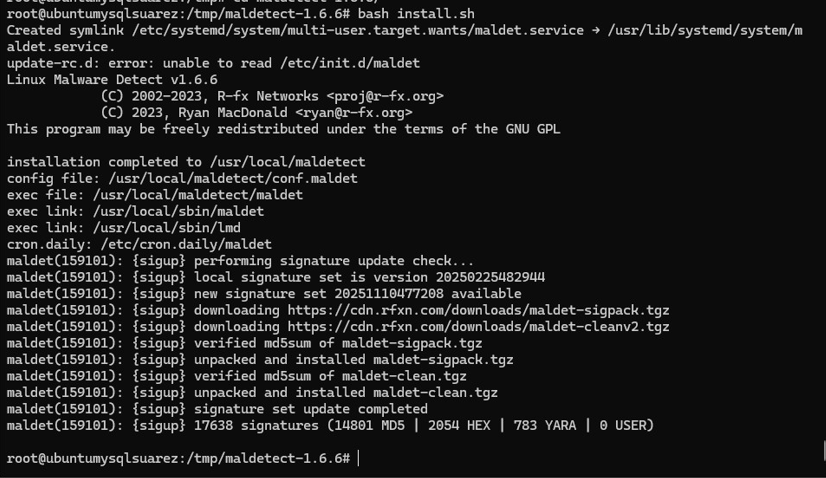 root@ubuntumysqlsuarez:/tmp/maldetect-1.6.6# bash install.sh
Created symlink /etc/systemd/system/multi-user.target.wants/maldet.service → /usr/lib/systemd/system/m
aldet.service.
update-rc.d: error: unable to read /etc/init.d/maldet
Linux Malware Detect v1.6.6
            (C) 2002-2023, R-fx Networks <proj@r-fx.org>
            (C) 2023, Ryan MacDonald <ryan@r-fx.org>
This program may be freely redistributed under the terms of the GNU GPL

installation completed to /usr/local/maldetect
config file: /usr/local/maldetect/conf.maldet
exec file: /usr/local/maldetect/maldet
exec link: /usr/local/sbin/maldet
exec link: /usr/local/sbin/lmd
cron.daily: /etc/cron.daily/maldet
maldet(159101): {sigup} performing signature update check...
maldet(159101): {sigup} local signature set is version 20250225482944
maldet(159101): {sigup} new signature set 20251110477208 available
maldet(159101): {sigup} downloading https://cdn.rfxn.com/downloads/maldet-sigpack.tgz
maldet(159101): {sigup} downloading https://cdn.rfxn.com/downloads/maldet-cleanv2.tgz
maldet(159101): {sigup} verified md5sum of maldet-sigpack.tgz
maldet(159101): {sigup} unpacked and installed maldet-sigpack.tgz
maldet(159101): {sigup} verified md5sum of maldet-clean.tgz
maldet(159101): {sigup} unpacked and installed maldet-clean.tgz
maldet(159101): {sigup} signature set update completed
maldet(159101): {sigup} 17638 signatures (14801 MD5 | 2054 HEX | 783 YARA | 0 USER)

root@ubuntumysqlsuarez:/tmp/maldetect-1.6.6#